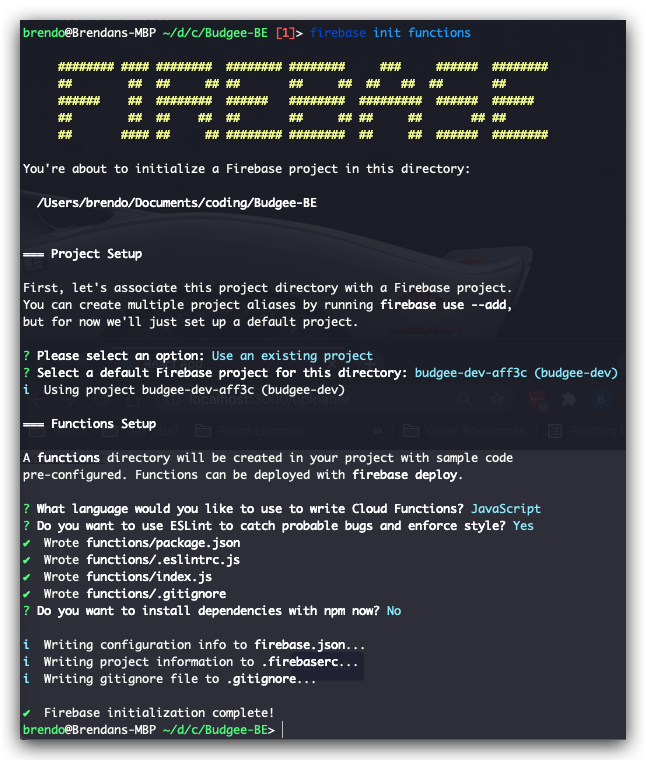 brendo@Brendans-MBP ~/d/c/Budgee-BE [1]> firebase init functions
######## #### ######## ######## ########     ###     ######  ########
##        ##  ##     ## ##       ##     ##  ##   ##  ##       ##
######    ##  ########  ######   ########  #########  ######  ######
##        ##  ##    ##  ##       ##     ## ##     ##       ## ##
##       #### ##     ## ######## ########  ##     ##  ######  ########
You're about to initialize a Firebase project in this directory:
/Users/brendo/Documents/coding/Budgee-BE
=== Project Setup
First, let's associate this project directory with a Firebase project.
You can create multiple project aliases by running firebase use --add,
but for now we'll just set up a default project.
? Please select an option: Use an existing project
? Select a default Firebase project for this directory: budgee-dev-aff3c (budgee-dev)
i  Using project budgee-dev-aff3c (budgee-dev)
=== Functions Setup
A functions directory will be created in your project with sample code
pre-configured. Functions can be deployed with firebase deploy.
? What language would you like to use to write Cloud Functions? JavaScript
? Do you want to use ESLint to catch probable bugs and enforce style? Yes
✔  Wrote functions/package.json
✔  Wrote functions/.eslintrc.js
✔  Wrote functions/index.js
✔  Wrote functions/.gitignore
? Do you want to install dependencies with npm now? No
i  Writing configuration info to firebase.json...
i  Writing project information to .firebaserc...
i  Writing gitignore file to .gitignore...
✔  Firebase initialization complete!
brendo@Brendans-MBP ~/d/c/Budgee-BE>